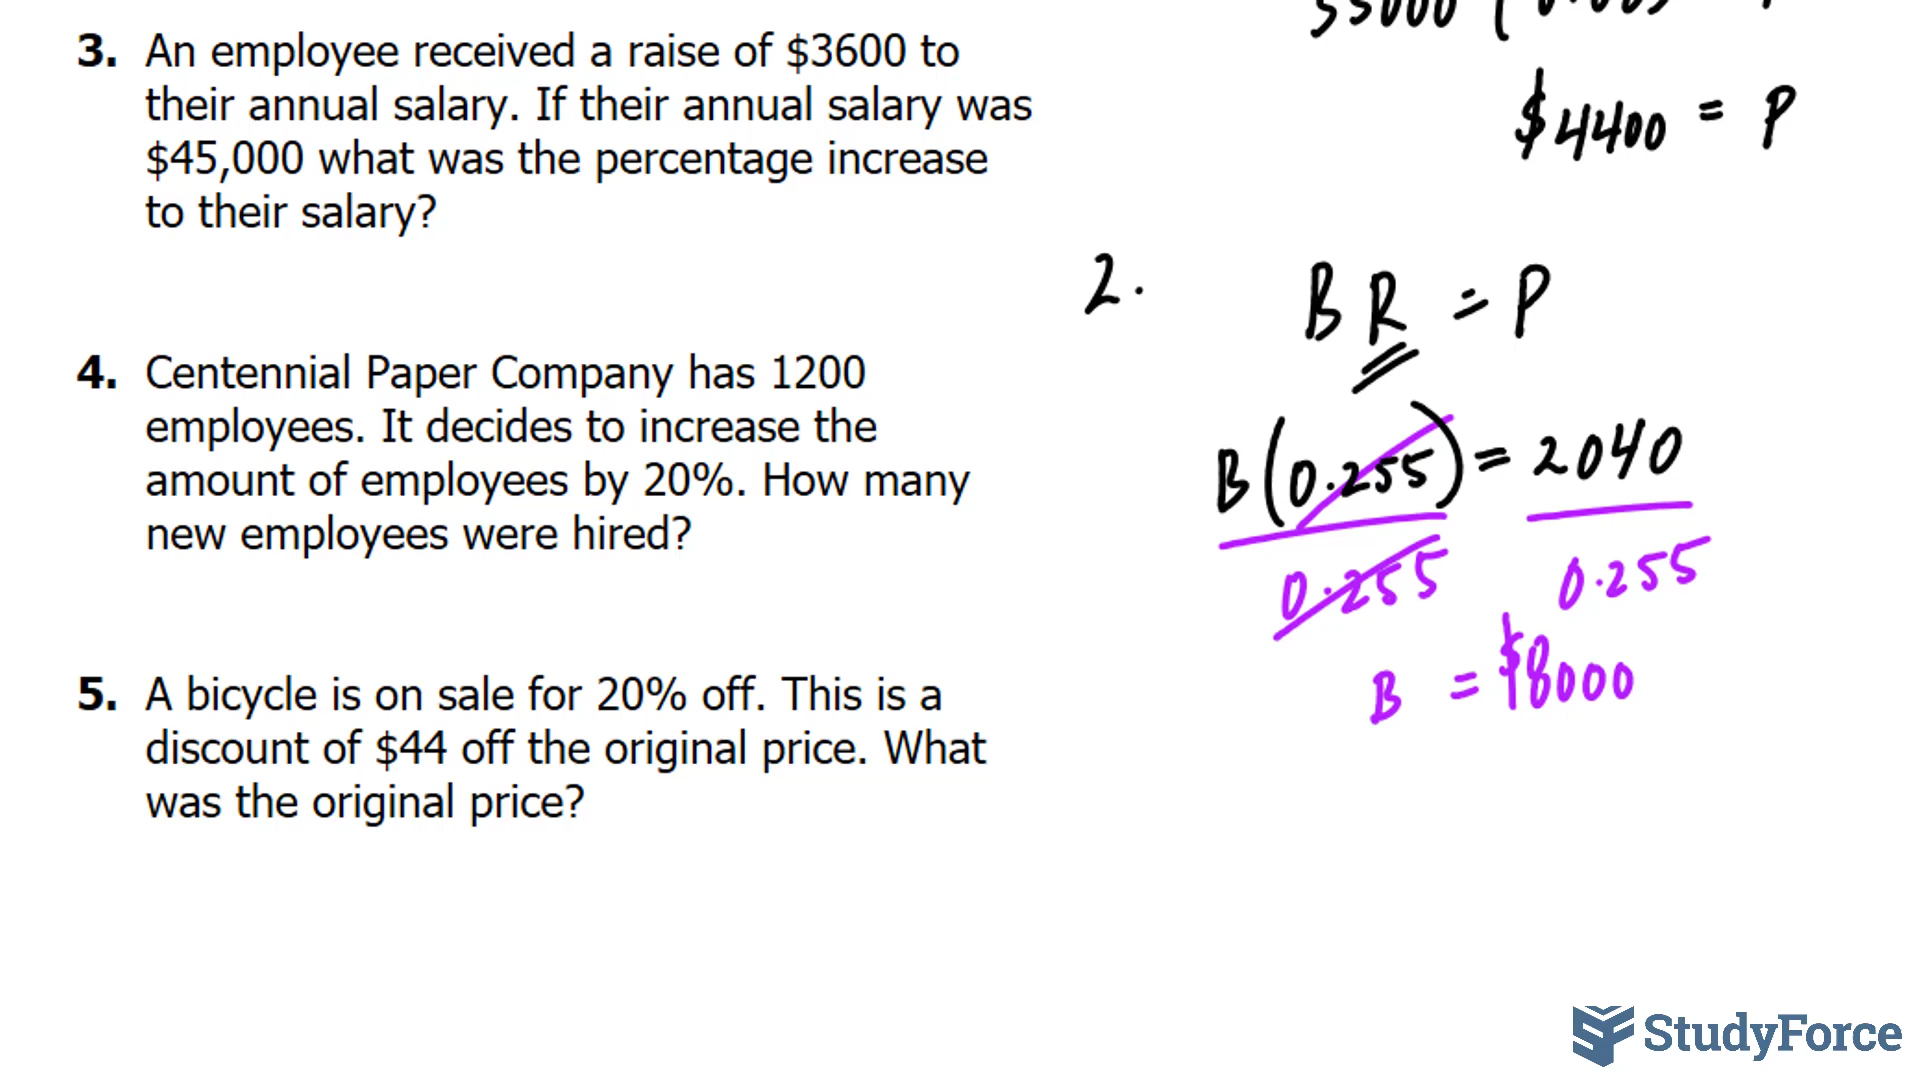 3. An employee received a raise of $3600 to
their annual salary. If their annual salary was
$45,000 what was the percentage increase
to their salary?
4. Centennial Paper Company has 1200
employees. It decides to increase the
amount of employees by 20%. How many
new employees were hired?
5. A bicycle is on sale for 20% off. This is a
discount of $44 off the original price. What
was the original price?
$4400 = P
2. BR = P
B(0.255) = 2040
0.255 0.255
B = $8000
StudyForce